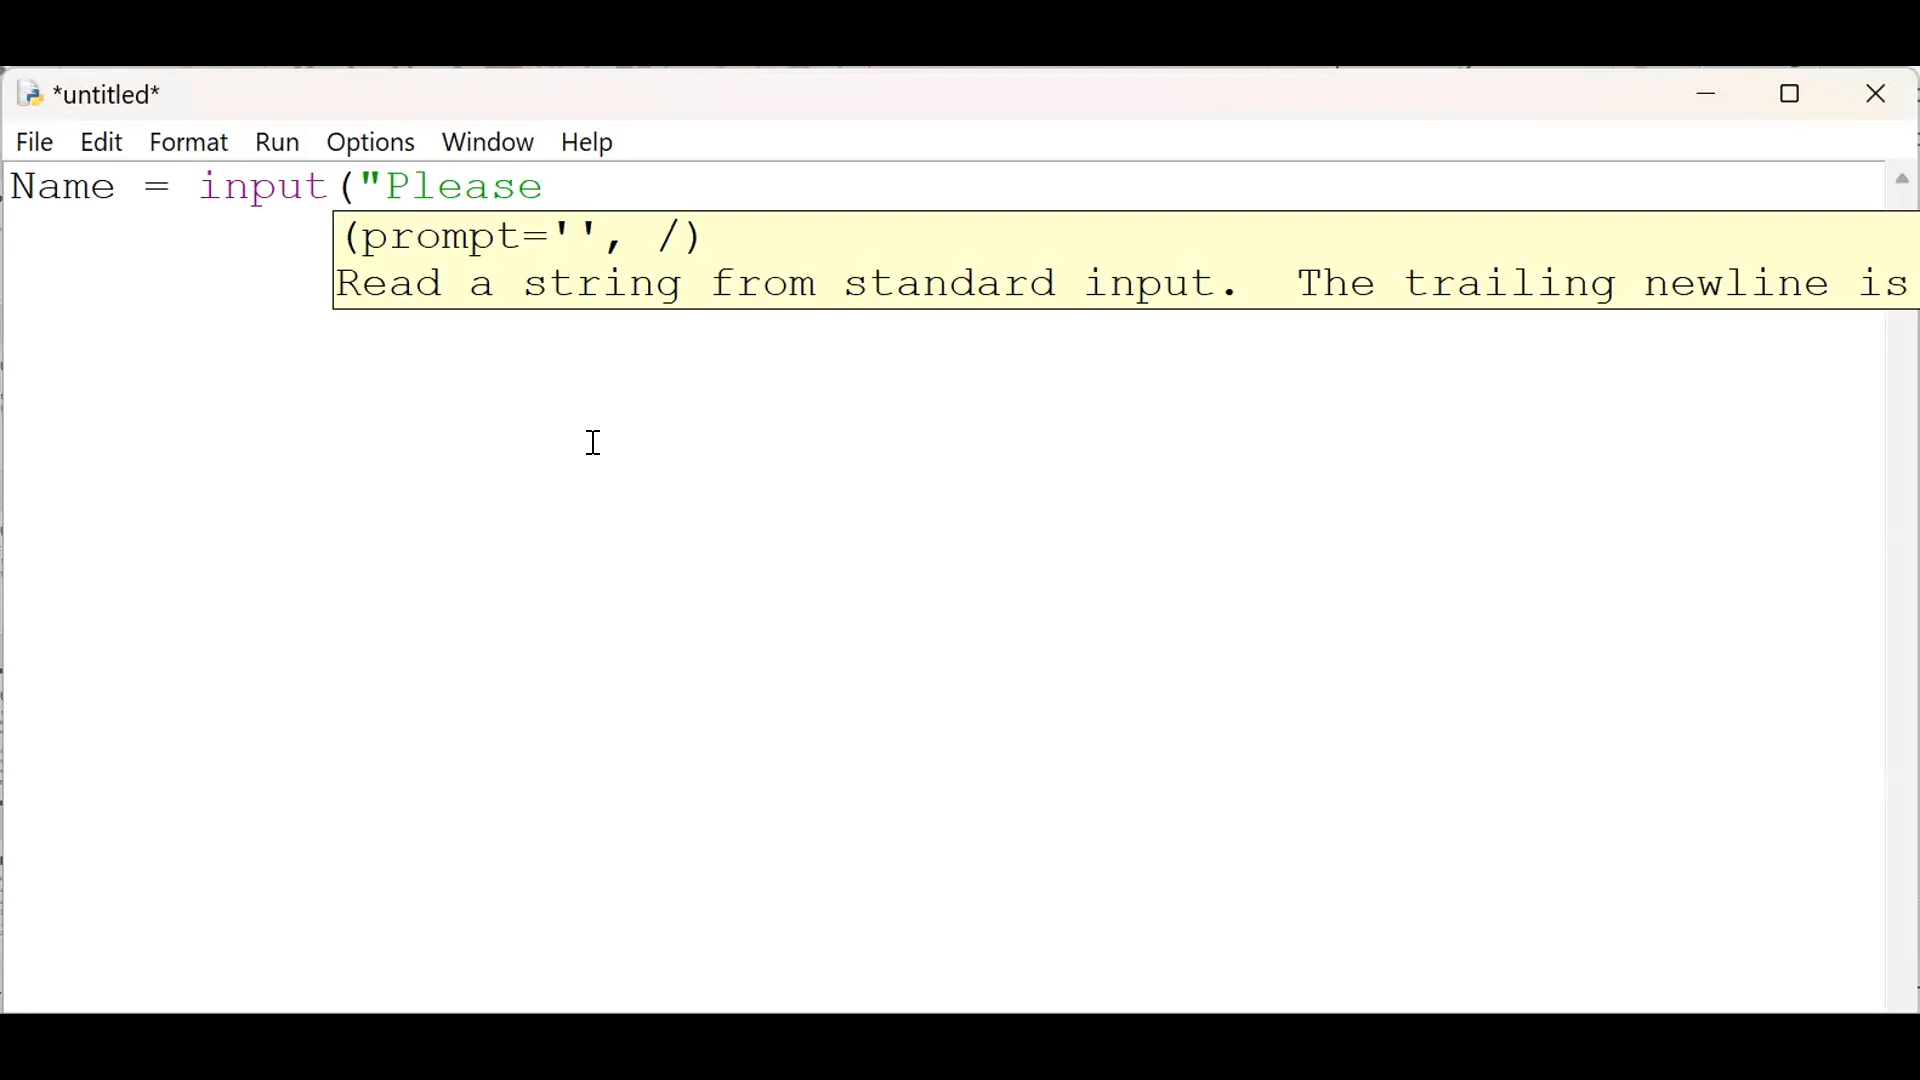 *untitled*
File Edit Format Run Options Window Help
Name = input("Please
(prompt='', /)
Read a string from standard input.  The trailing newline is